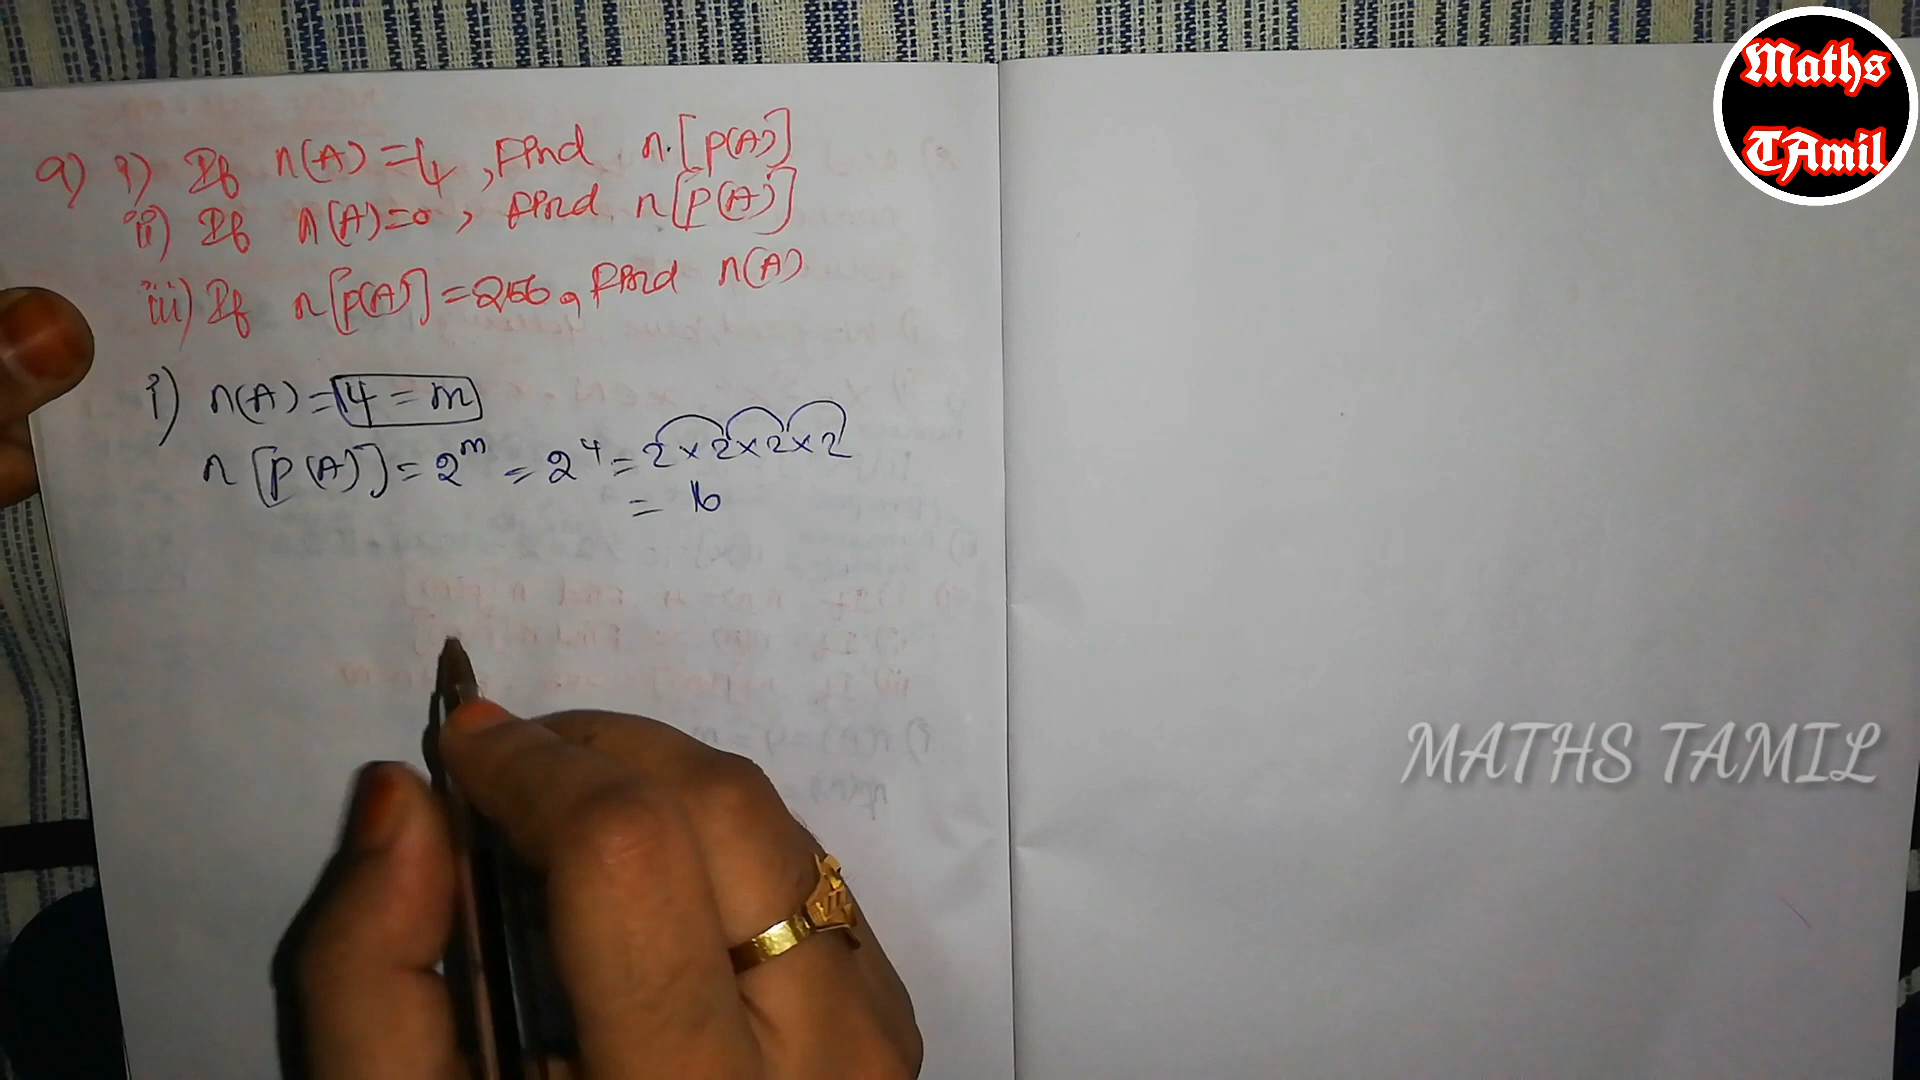 9) i) If n(A) = 4, Find n.[P(A)]
ii) If n(A) = 0, Find n[P(A)]
iii) If n[P(A)] = 256, Find n(A)
i) n(A) = 4 = m
n[P(A)] = 2^m = 2^4 = 2×2×2×2
= 16
Maths
TAmil
MATHS TAMIL